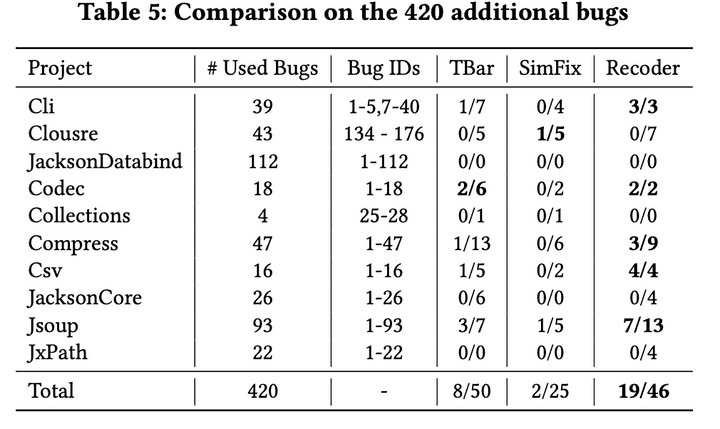 Table 5: Comparison on the 420 additional bugs
Project # Used Bugs Bug IDs TBar SimFix Recoder
Cli 39 1-5,7-40 1/7 0/4 3/3
Clousre 43 134 - 176 0/5 1/5 0/7
JacksonDatabind 112 1-112 0/0 0/0 0/0
Codec 18 1-18 2/6 0/2 2/2
Collections 4 25-28 0/1 0/1 0/0
Compress 47 1-47 1/13 0/6 3/9
Csv 16 1-16 1/5 0/2 4/4
JacksonCore 26 1-26 0/6 0/0 0/4
Jsoup 93 1-93 3/7 1/5 7/13
JxPath 22 1-22 0/0 0/0 0/4
Total 420 - 8/50 2/25 19/46